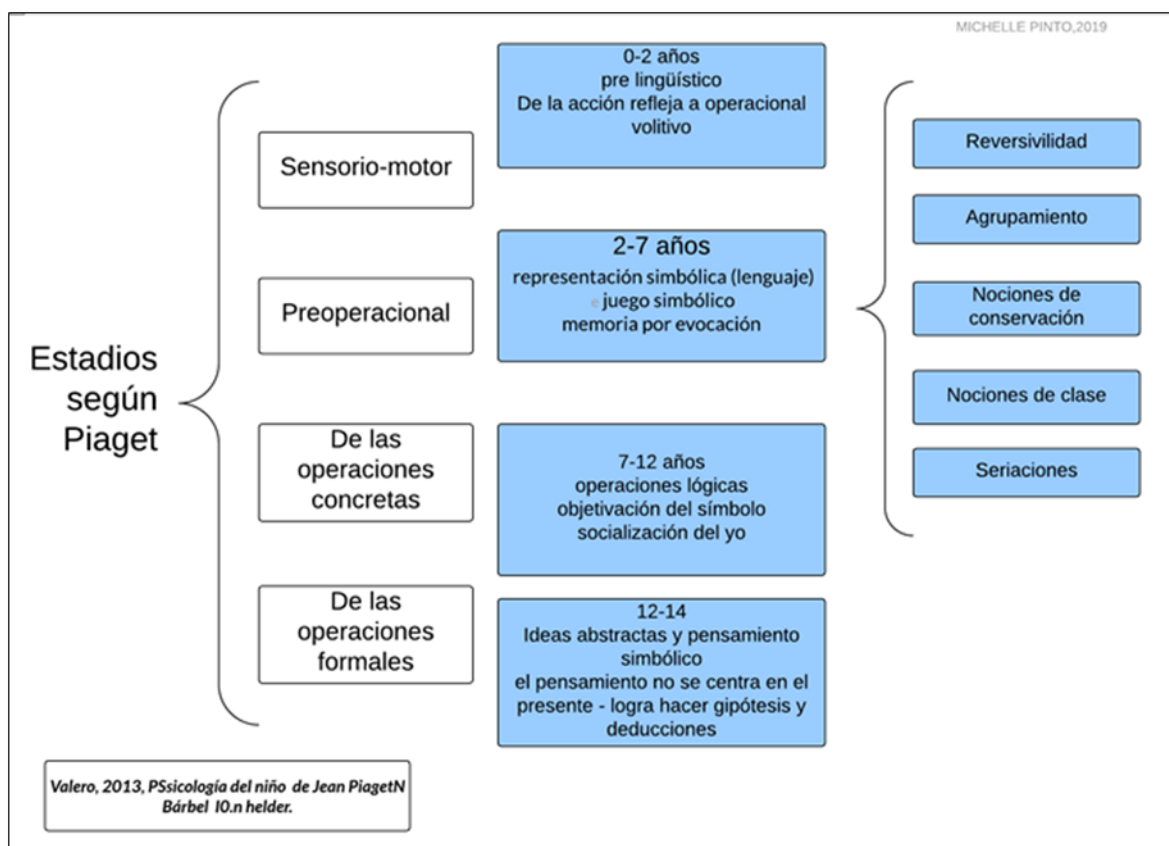 MICHELLE PINTO,2019
Estadios
según
Piaget
Sensorio-motor
0-2 años
pre lingüístico
De la acción refleja a operacional
volitivo
Preoperacional
2-7 años
representación simbólica (lenguaje)
e juego simbólico
memoria por evocación
De las
operaciones
concretas
7-12 años
operaciones lógicas
objetivación del símbolo
socialización del yo
De las
operaciones
formales
12-14
Ideas abstractas y pensamiento
simbólico
el pensamiento no se centra en el
presente - logra hacer gipótesis y
deducciones
Reversivilidad
Agrupamiento
Nociones de
conservación
Nociones de clase
Seriaciones
Valero, 2013, PSsicología del niño de Jean PiagetN
Bárbel I0.n helder.